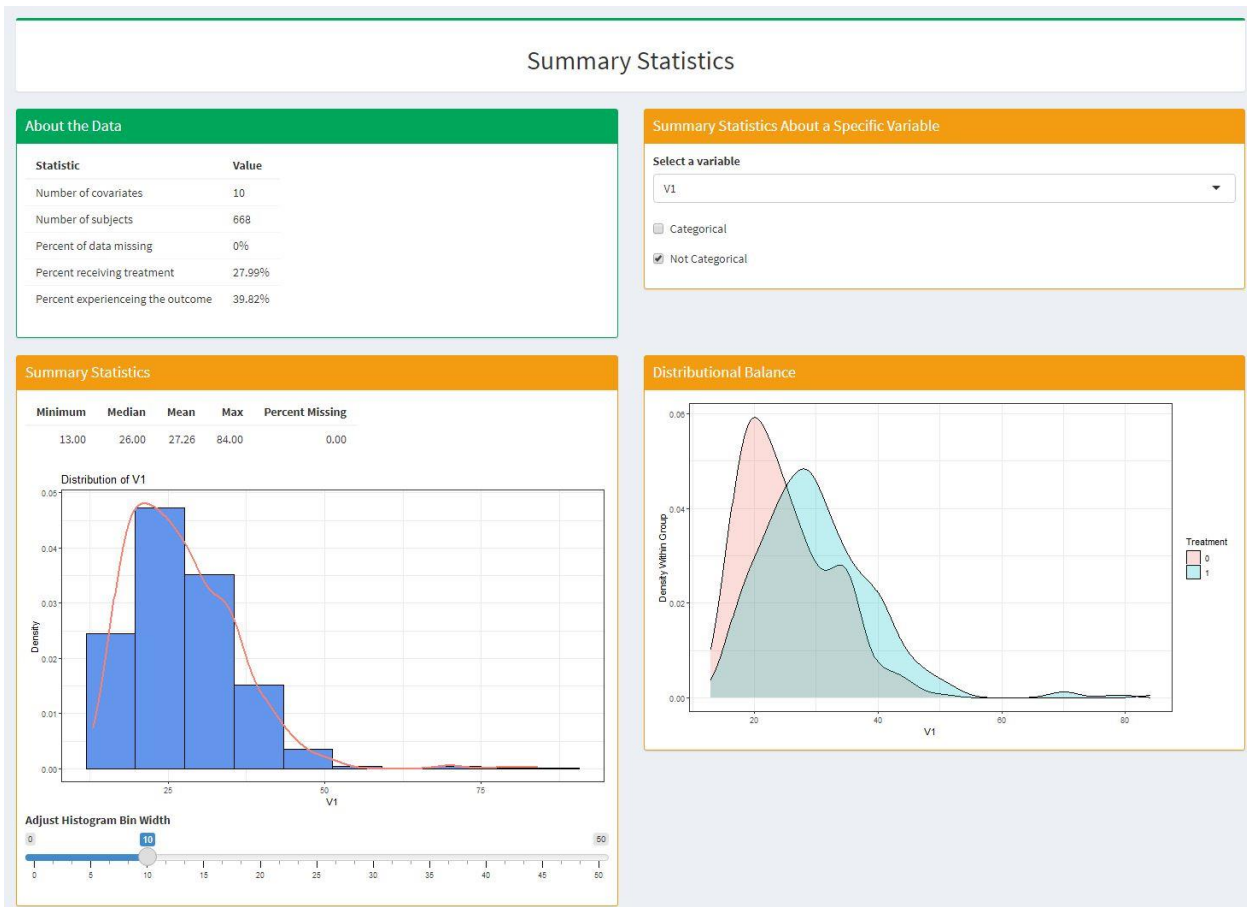 Summary Statistics
About the Data
Statistic Value
Number of covariates 10
Number of subjects 668
Percent of data missing 0%
Percent receiving treatment 27.99%
Percent experienceing the outcome 39.82%
Summary Statistics About a Specific Variable
Select a variable
V1
Categorical
Not Categorical
Summary Statistics
Minimum Median Mean Max Percent Missing
13.00 26.00 27.26 84.00 0.00
Distribution of V1
0.05
0.04
0.03
0.02
0.01
0.00
Density
25 50 75
V1
Adjust Histogram Bin Width
0 10 50
0 5 10 15 20 25 30 35 40 45 50
Distributional Balance
0.06
0.04
0.02
0.00
Density Within Group
20 40 60 80
V1
Treatment
0
1